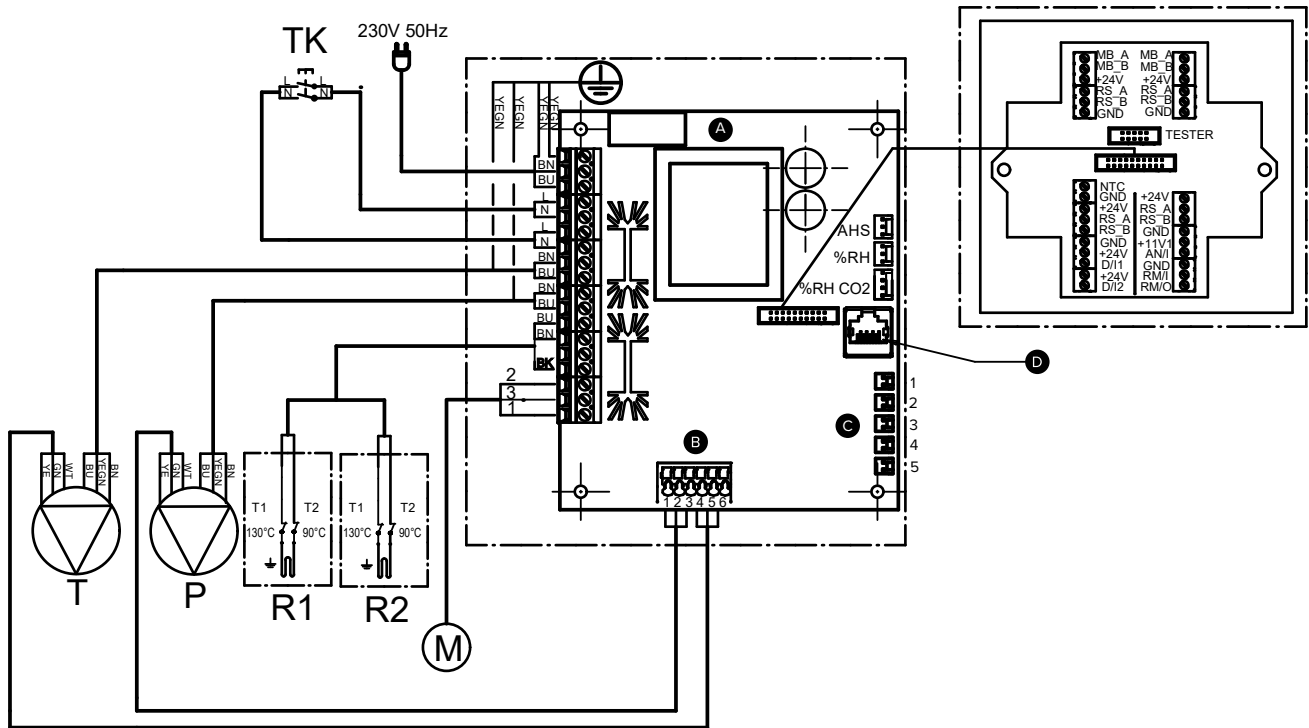 TK
230V 50Hz
L
N
L
N
YEGN
YEGN
YEGN
YEGN
BN
BU
L
N
L
N
BN
BU
BN
BU
BU
BN
BK
2
3
1
A
AHS
%RH
%RH CO2
D
C
1
2
3
4
5
B
1 2 3 4 5 6
MB_A MB_A
MB_B MB_B
+24V +24V
RS_A RS_A
RS_B RS_B
GND GND
TESTER
NTC
GND +24V
+24V RS_A
RS_A RS_B
RS_B GND
GND +11V1
+24V AN/I
D/I1 GND
+24V RM/I
D/I2 RM/O
YE GN WT BU YEGN BN
T
YE GN WT BU YEGN BN
P
T1 T2
130°C 90°C
R1
T1 T2
130°C 90°C
R2
M